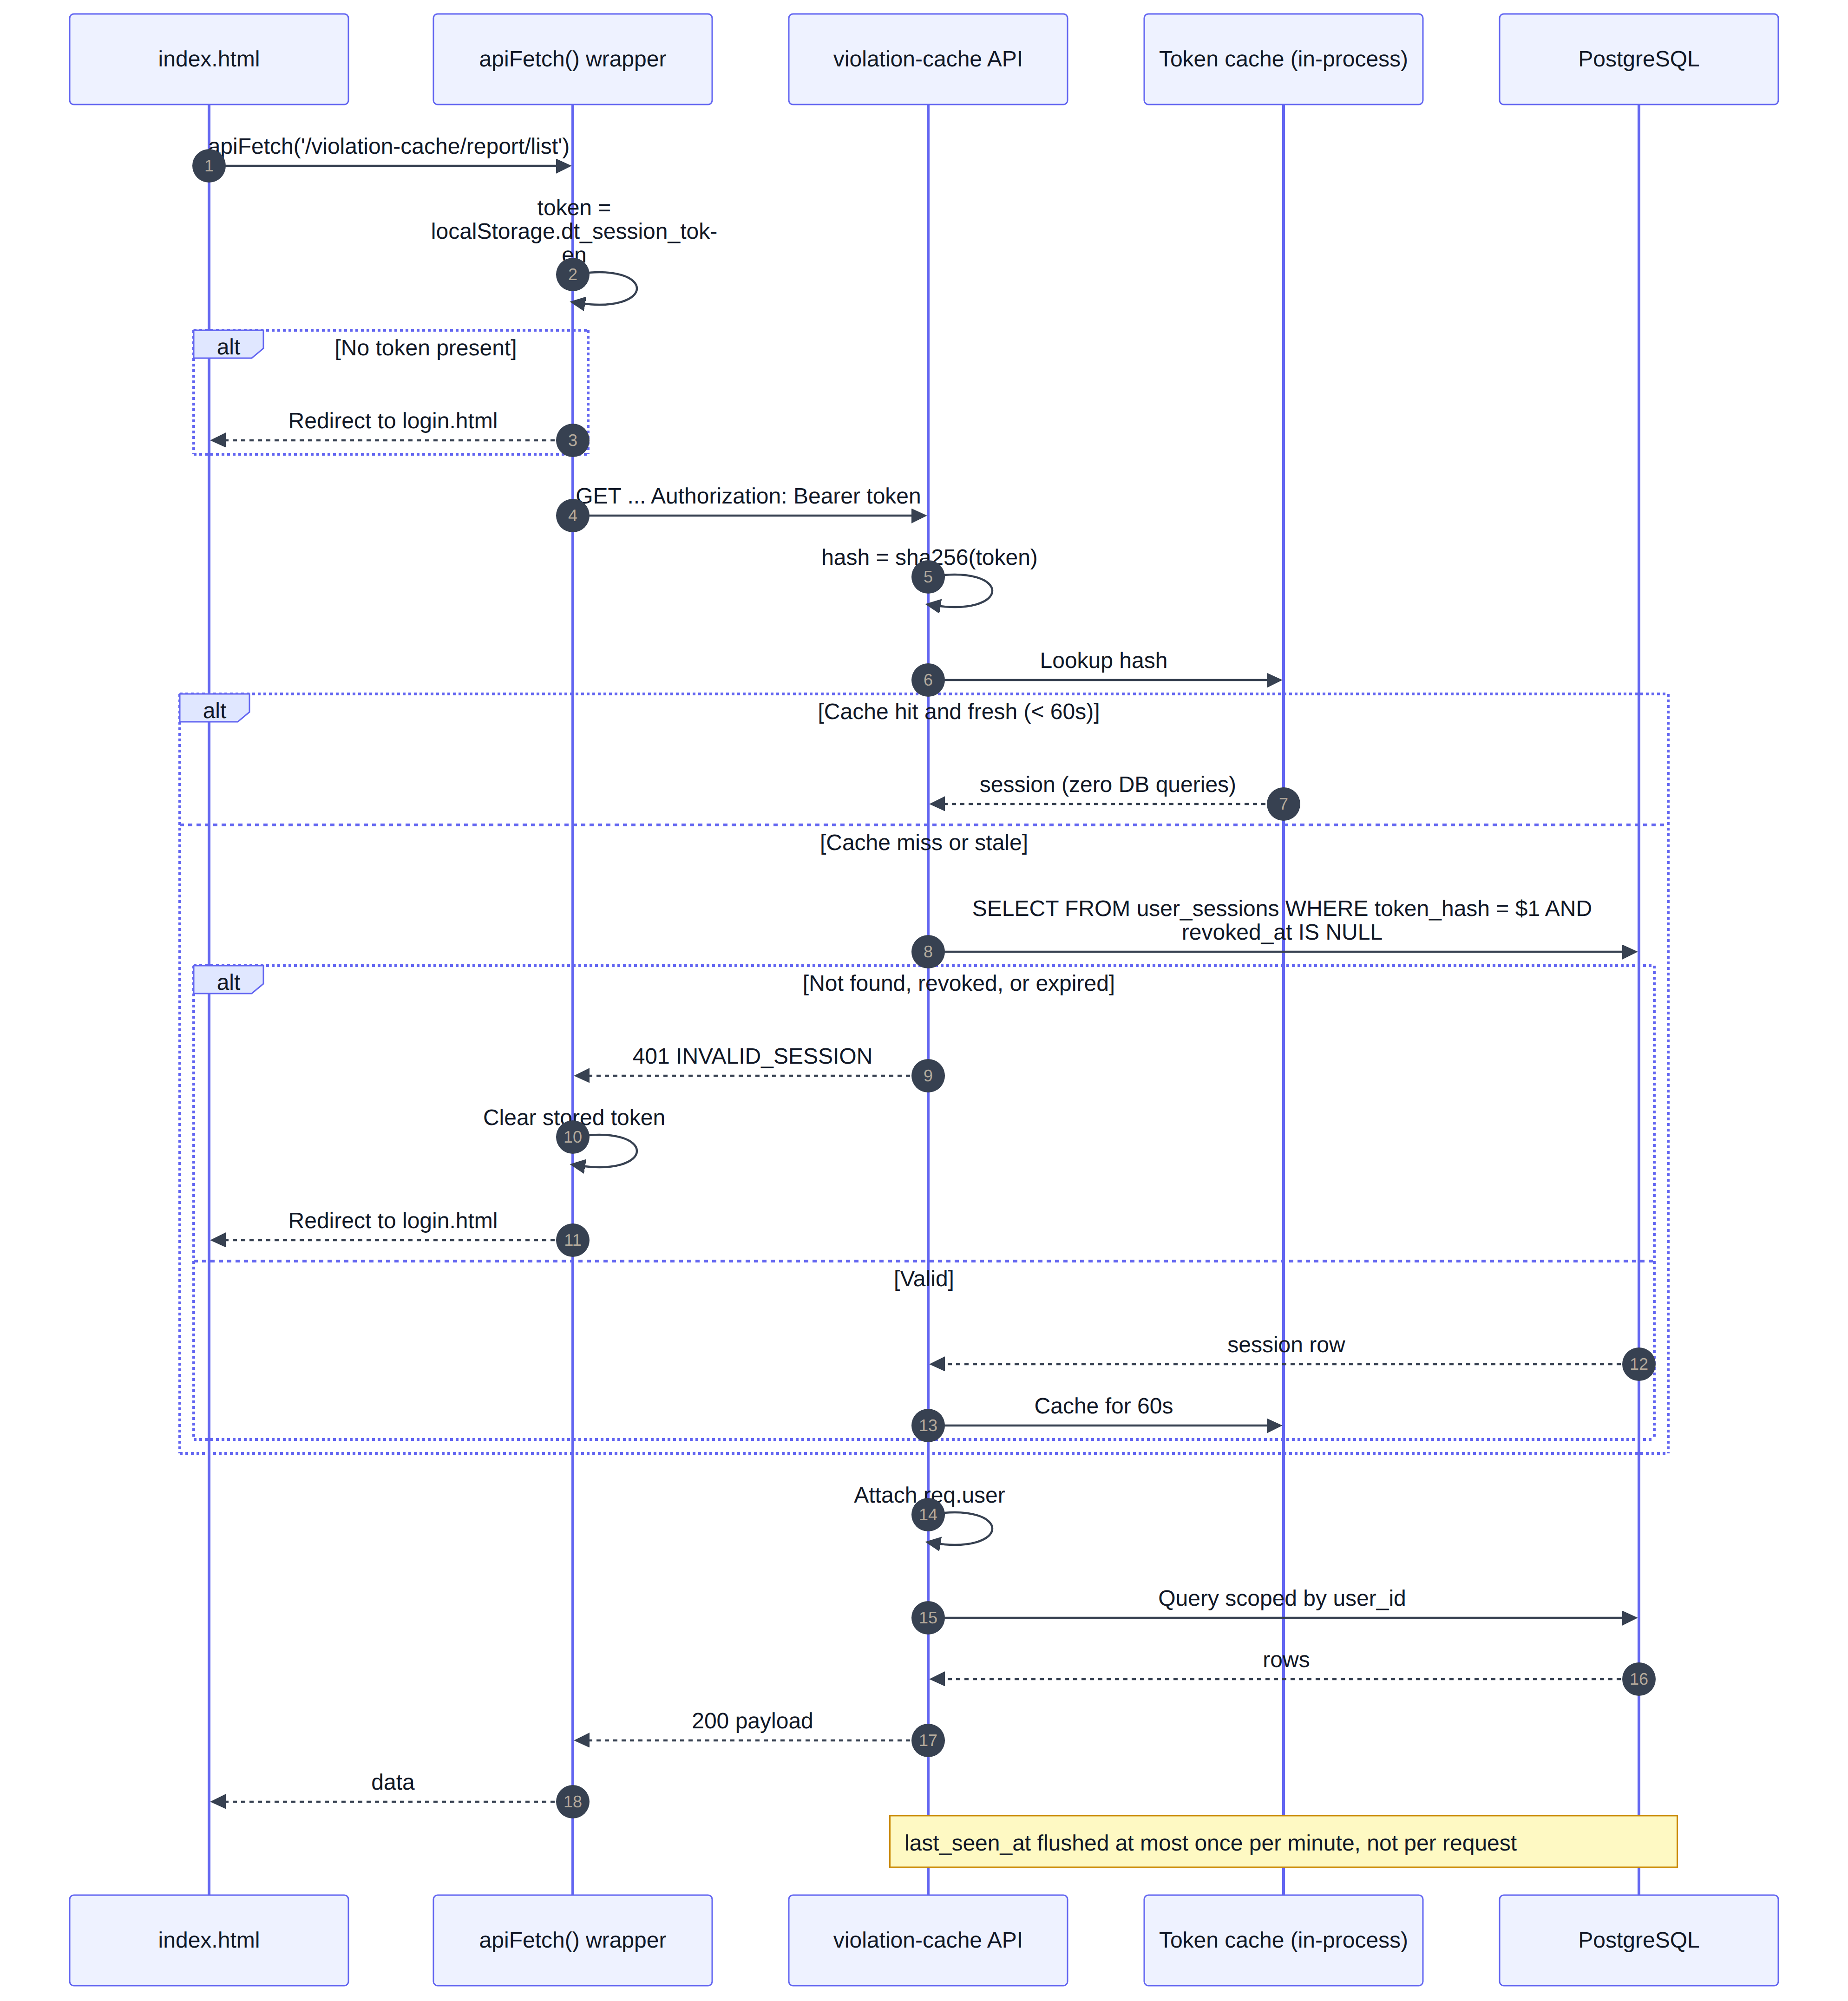 index.html
apiFetch() wrapper
violation-cache API
Token cache (in-process)
PostgreSQL
apiFetch('/violation-cache/report/list')
1
token =
localStorage.dt_session_tok-
en
2
alt
[No token present]
Redirect to login.html
3
GET ... Authorization: Bearer token
4
hash = sha256(token)
5
Lookup hash
6
alt
[Cache hit and fresh (< 60s)]
session (zero DB queries)
7
[Cache miss or stale]
SELECT FROM user_sessions WHERE token_hash = $1 AND
revoked_at IS NULL
8
alt
[Not found, revoked, or expired]
401 INVALID_SESSION
9
Clear stored token
10
Redirect to login.html
11
[Valid]
session row
12
Cache for 60s
13
Attach req.user
14
Query scoped by user_id
15
rows
16
200 payload
17
data
18
last_seen_at flushed at most once per minute, not per request
index.html
apiFetch() wrapper
violation-cache API
Token cache (in-process)
PostgreSQL